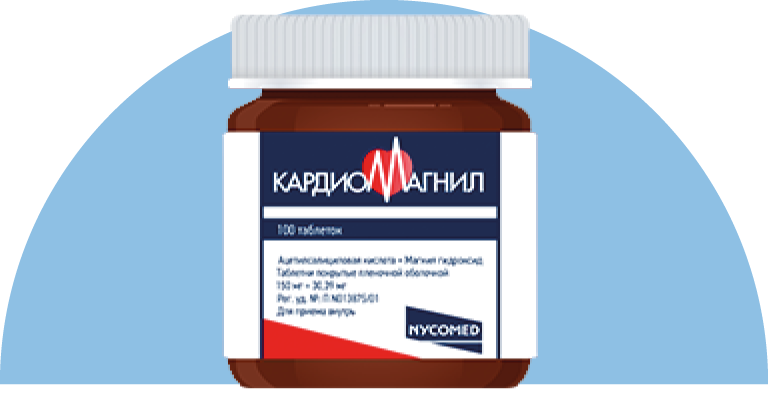 КАРДИОМАГНИЛ
100 таблеток
Ацетилсалициловая кислота + Магния гидроксид
Таблетки покрытые пленочной оболочкой
150 мг + 30,39 мг
Рег. уд. №: П N013875/01
Для приема внутрь
NYCOMED